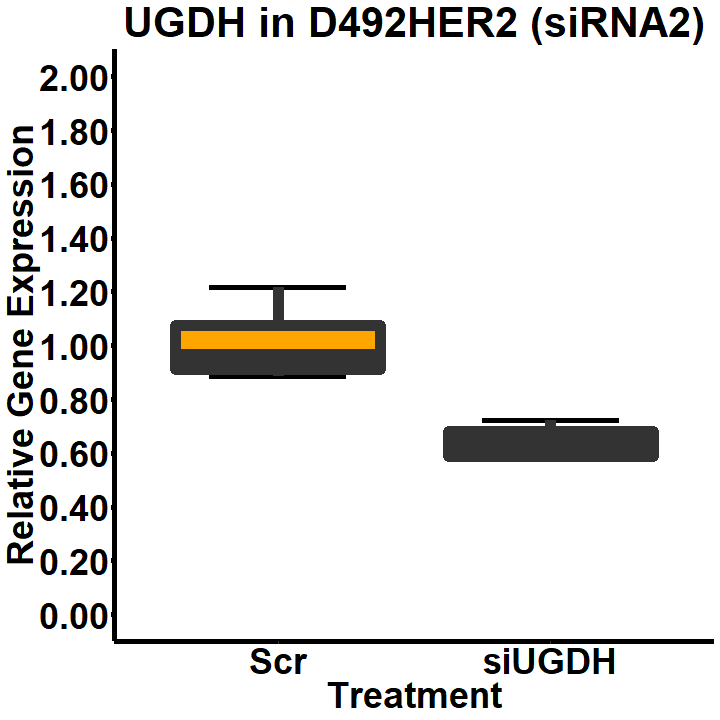 UGDH in D492HER2 (siRNA2)
Relative Gene Expression
2.00
1.80
1.60
1.40
1.20
1.00
0.80
0.60
0.40
0.20
0.00
Scr siUGDH
Treatment